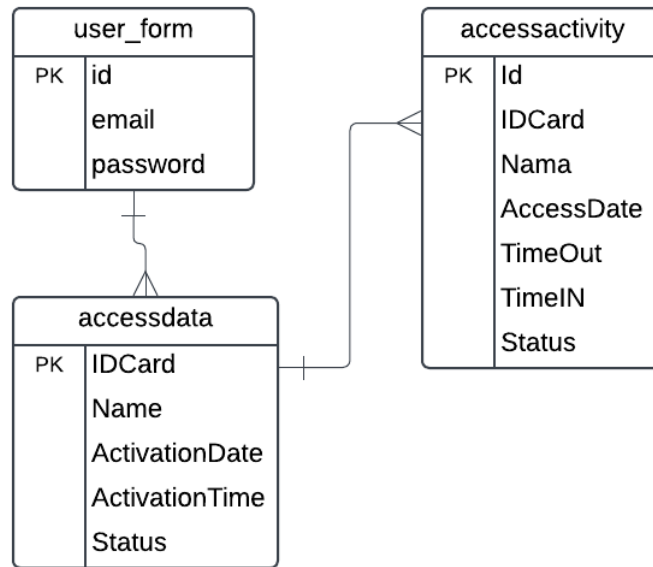 user_form
PK id
email
password
accessdata
PK IDCard
Name
ActivationDate
ActivationTime
Status
accessactivity
PK Id
IDCard
Nama
AccessDate
TimeOut
TimeIN
Status